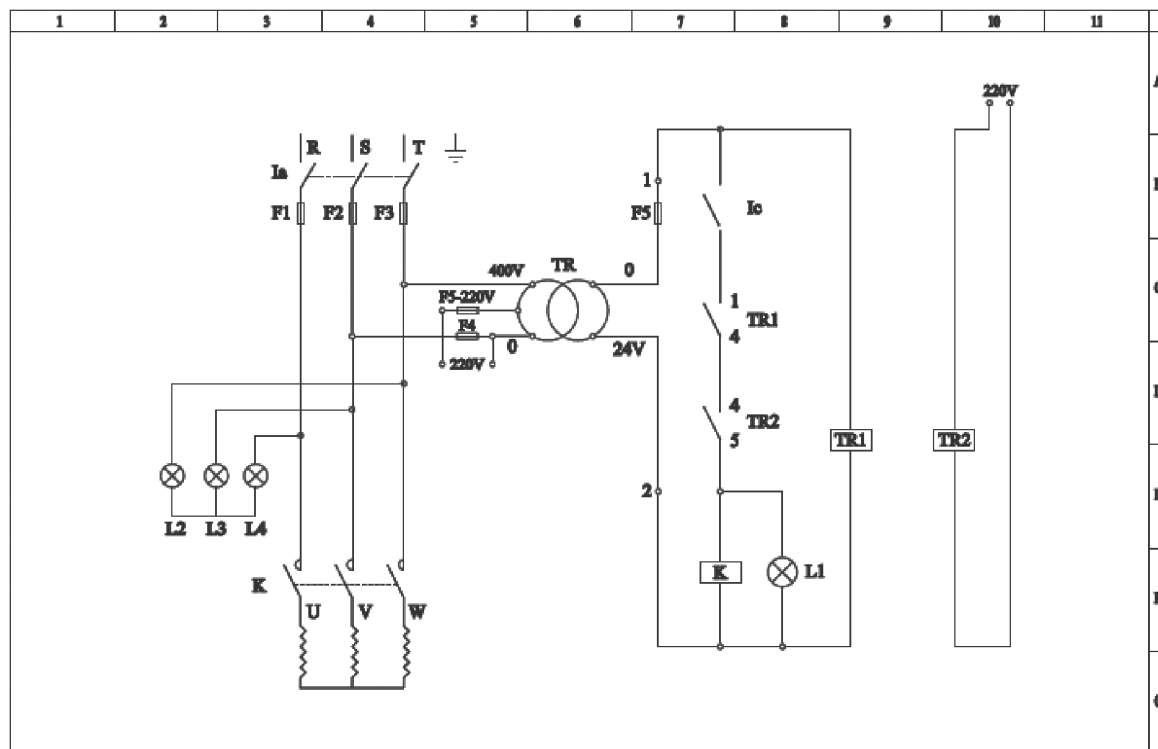 1 2 3 4 5 6 7 8 9 10 11
220V
R S T
Ia
1
F1 F2 F3 F5 Ic
400V TR 0
F5-220V
1
TR1
F4
4
0 24V
220V
4
TR2
5
TR1 TR2
2
L2 L3 L4
K
K L1
U V W